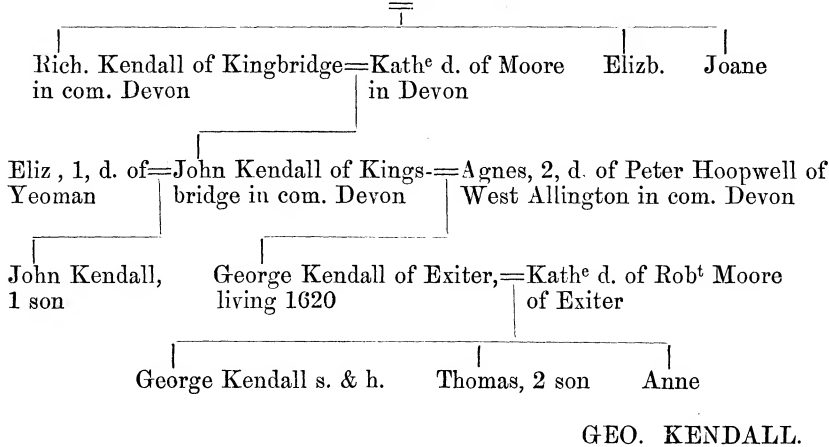 Rich. Kendall of Kingbridge=Kathᵉ d. of Moore Elizb. Joane
in com. Devon in Devon
Eliz , 1, d. of=John Kendall of Kings-=Agnes, 2, d. of Peter Hoopwell of
Yeoman bridge in com. Devon West Allington in com. Devon
John Kendall, George Kendall of Exiter,=Kathᵉ d. of Robᵗ Moore
1 son living 1620 of Exiter
George Kendall s. & h. Thomas, 2 son Anne
GEO. KENDALL.